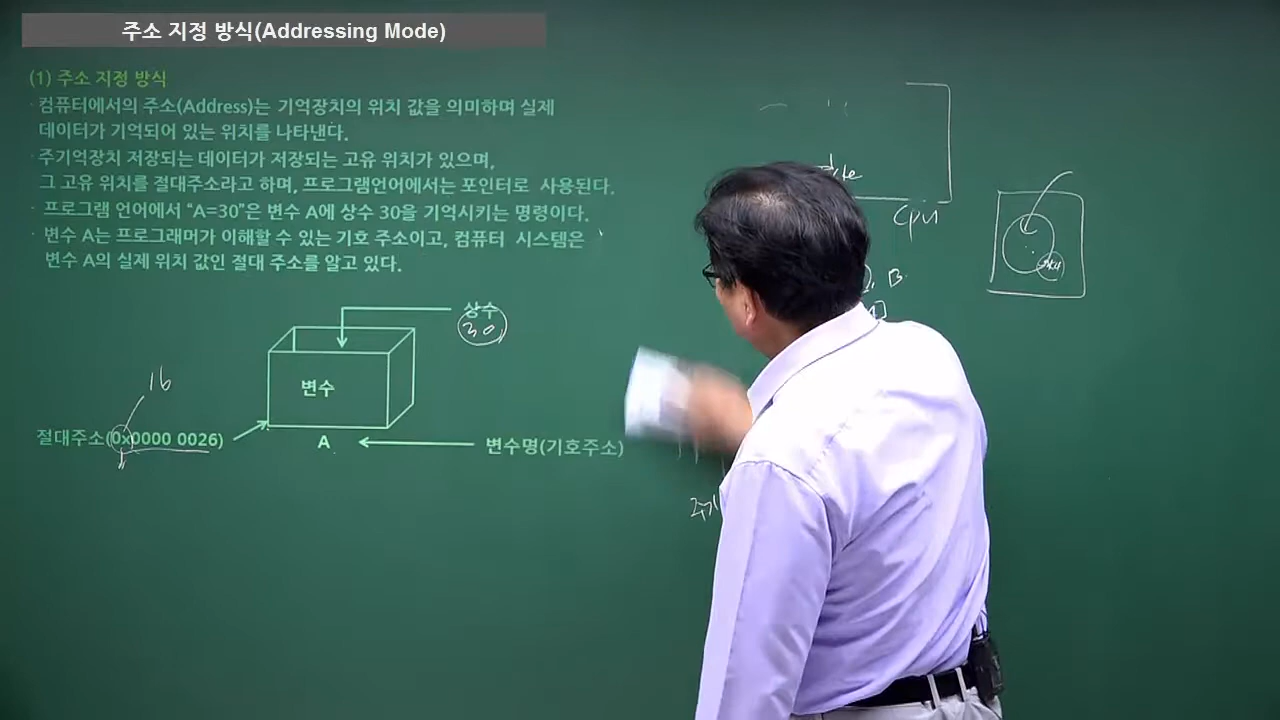 주소 지정 방식(Addressing Mode)
(1) 주소 지정 방식
· 컴퓨터에서의 주소(Address)는 기억장치의 위치 값을 의미하며 실제
데이터가 기억되어 있는 위치를 나타낸다.
· 주기억장치 저장되는 데이터가 저장되는 고유 위치가 있으며,
그 고유 위치를 절대주소라고 하며, 프로그램언어에서는 포인터로 사용된다.
· 프로그램 언어에서 “A=30”은 변수 A에 상수 30을 기억시키는 명령이다.
· 변수 A는 프로그래머가 이해할 수 있는 기호 주소이고, 컴퓨터 시스템은
변수 A의 실제 위치 값인 절대 주소를 알고 있다.
상수
30
변수
16
절대주소(0x0000 0026)
A
변수명(기호주소)
CPU
B
주기